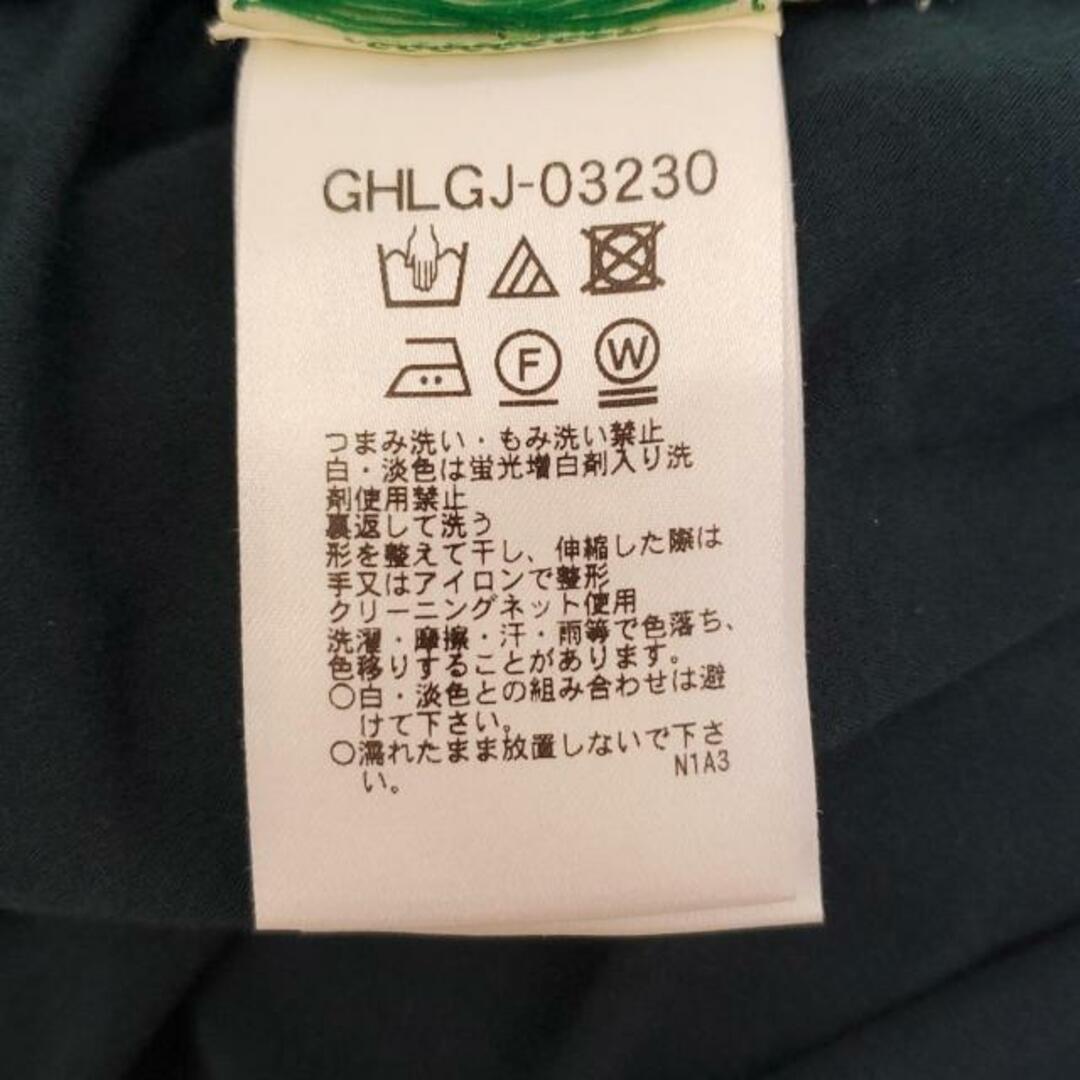 GHLGJ-03230
F W
つまみ洗い・もみ洗い禁止
白・淡色は蛍光増白剤入り洗
剤使用禁止
裏返して洗う
形を整えて干し、伸縮した際は
手又はアイロンで整形
クリーニングネット使用
洗濯・摩擦・汗・雨等で色落ち、
色移りすることがあります。
○白・淡色との組み合わせは避
けて下さい。
○濡れたまま放置しないで下さ
い。
N1A3